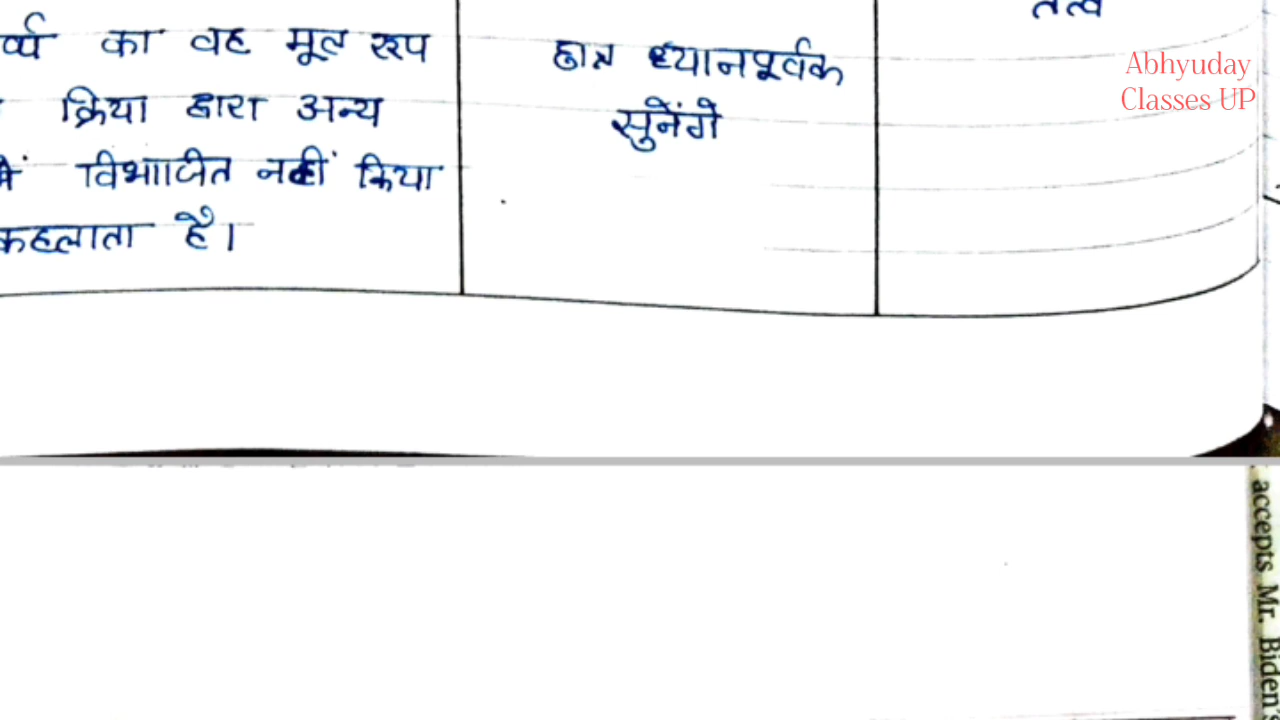 का वह मूल रूप
क्रिया द्वारा अन्य
में विभाजित नहीं किया
कहलाता है।
छात्र ध्यानपूर्वक
सुनेंगे
तत्व
Abhyuday
Classes UP
accepts Mr. Biden's